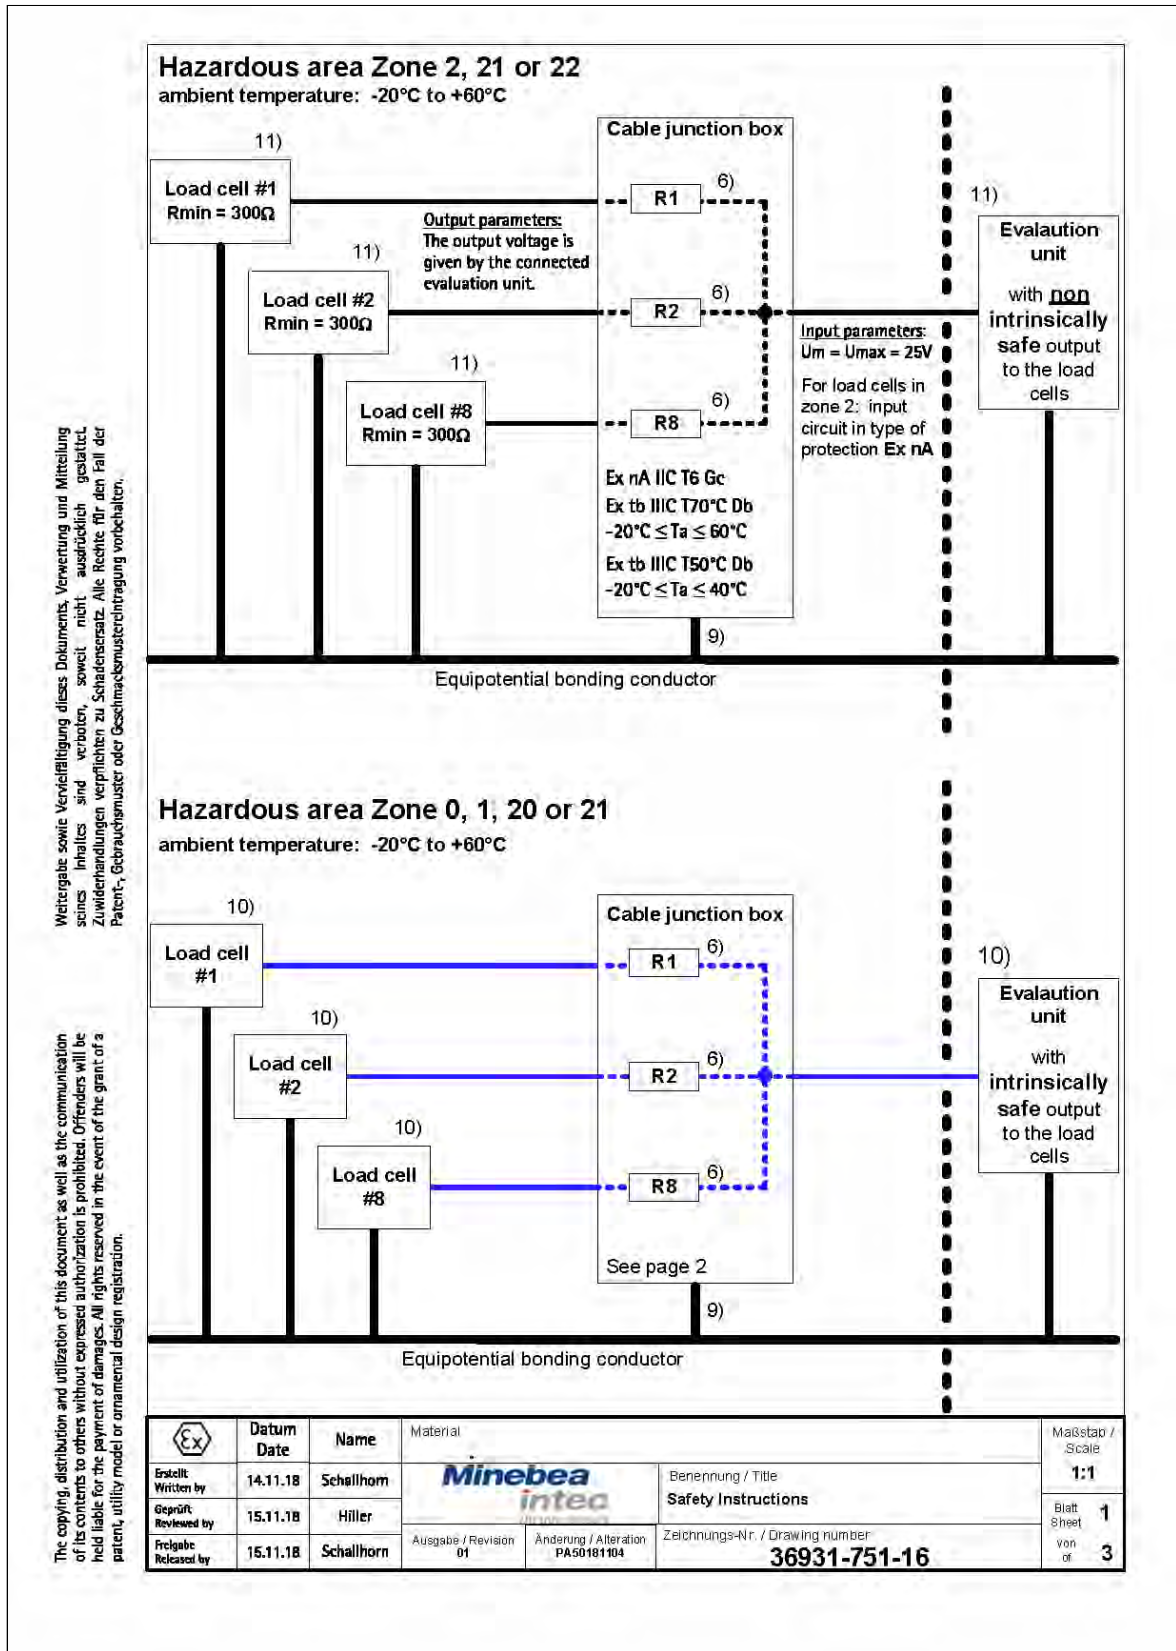 Hazardous area Zone 2, 21 or 22
ambient temperature: -20°C to +60°C
11)
Load cell #1
Rmin = 300Ω
11)
Load cell #2
Rmin = 300Ω
11)
Load cell #8
Rmin = 300Ω
Output parameters:
The output voltage is
given by the connected
evaluation unit.
Cable junction box
R1
6)
R2
6)
R8
6)
Ex nA IIC T6 Gc
Ex tb IIIC T70°C Db
-20°C ≤ Ta ≤ 60°C
Ex tb IIIC T50°C Db
-20°C ≤ Ta ≤ 40°C
9)
Input parameters:
Um = Umax = 25V
For load cells in
zone 2: input
circuit in type of
protection Ex nA
11)
Evalaution
unit
with non
intrinsically
safe output
to the load
cells
Equipotential bonding conductor
Hazardous area Zone 0, 1, 20 or 21
ambient temperature: -20°C to +60°C
10)
Load cell
#1
10)
Load cell
#2
10)
Load cell
#8
Cable junction box
R1
6)
R2
6)
R8
6)
See page 2
9)
10)
Evalaution
unit
with
intrinsically
safe output
to the load
cells
Equipotential bonding conductor
Weitergabe sowie Vervielfältigung dieses Dokuments, Verwertung und Mitteilung
seines Inhaltes sind verboten, soweit nicht ausdrücklich gestattet.
Zuwiderhandlungen verpflichten zu Schadensersatz. Alle Rechte für den Fall der
Patent-, Gebrauchsmuster oder Geschmacksmustereintragung vorbehalten.
The copying, distribution and utilization of this document as well as the communication
of its contents to others without expressed authorization is prohibited. Offenders will be
held liable for the payment of damages. All rights reserved in the event of the grant of a
patent, utility model or ornamental design registration.
Ex
Datum
Date
Name
Material
Maßstab /
Scale
1:1
Erstellt
Written by
14.11.18
Schallhorn
Geprüft
Reviewed by
15.11.18
Hiller
Freigabe
Released by
15.11.18
Schallhorn
Minebea
intec
Benennung / Title
Safety Instructions
Ausgabe / Revision
01
Änderung / Alteration
PA50181104
Zeichnungs-Nr. / Drawing number
36931-751-16
Blatt
Sheet
1
von
of
3